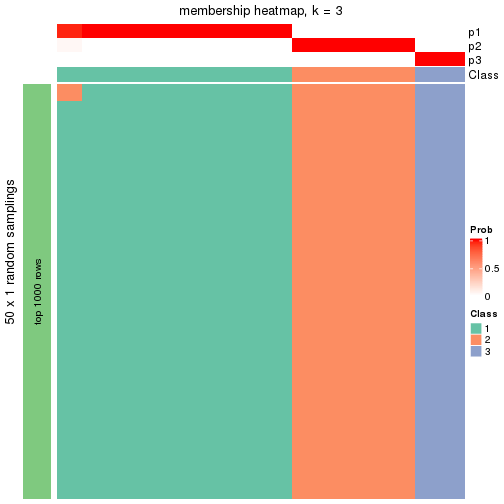 membership heatmap, k = 3
p1
p2
p3
Class
50 x 1 random samplings
top 1000 rows
Prob
1
0.5
0
Class
1
2
3